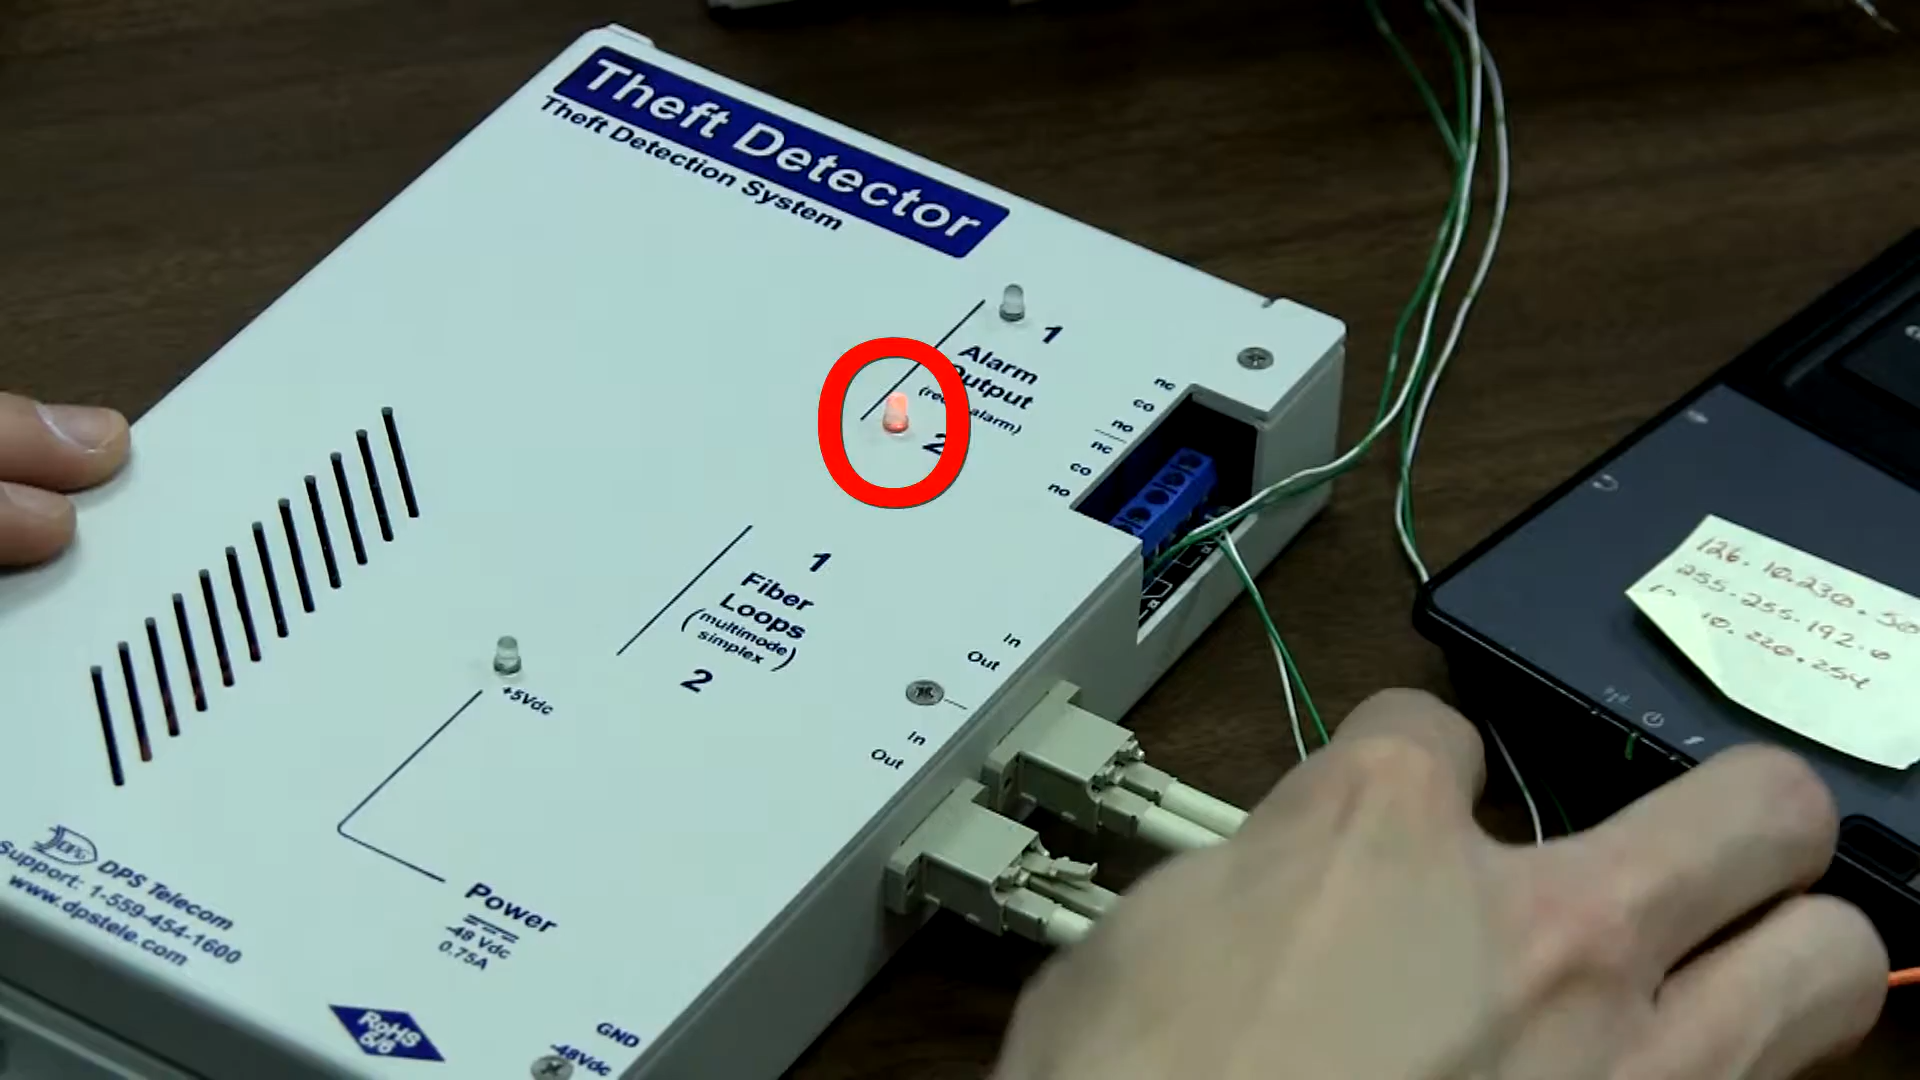 Theft Detector
Theft Detection System
1
Alarm
Output
alarm)
2
nc
co
no
nc
co
no
1
Fiber
Loops
(multimode
simplex)
2
In
Out
In
Out
+5Vdc
Power
-48 Vdc
0.75A
DPS Telecom
Support: 1-559-454-1600
www.dpstele.com
RoHS
GND
-48Vdc
126.10.230.50
255.255.192.0
10.220.254